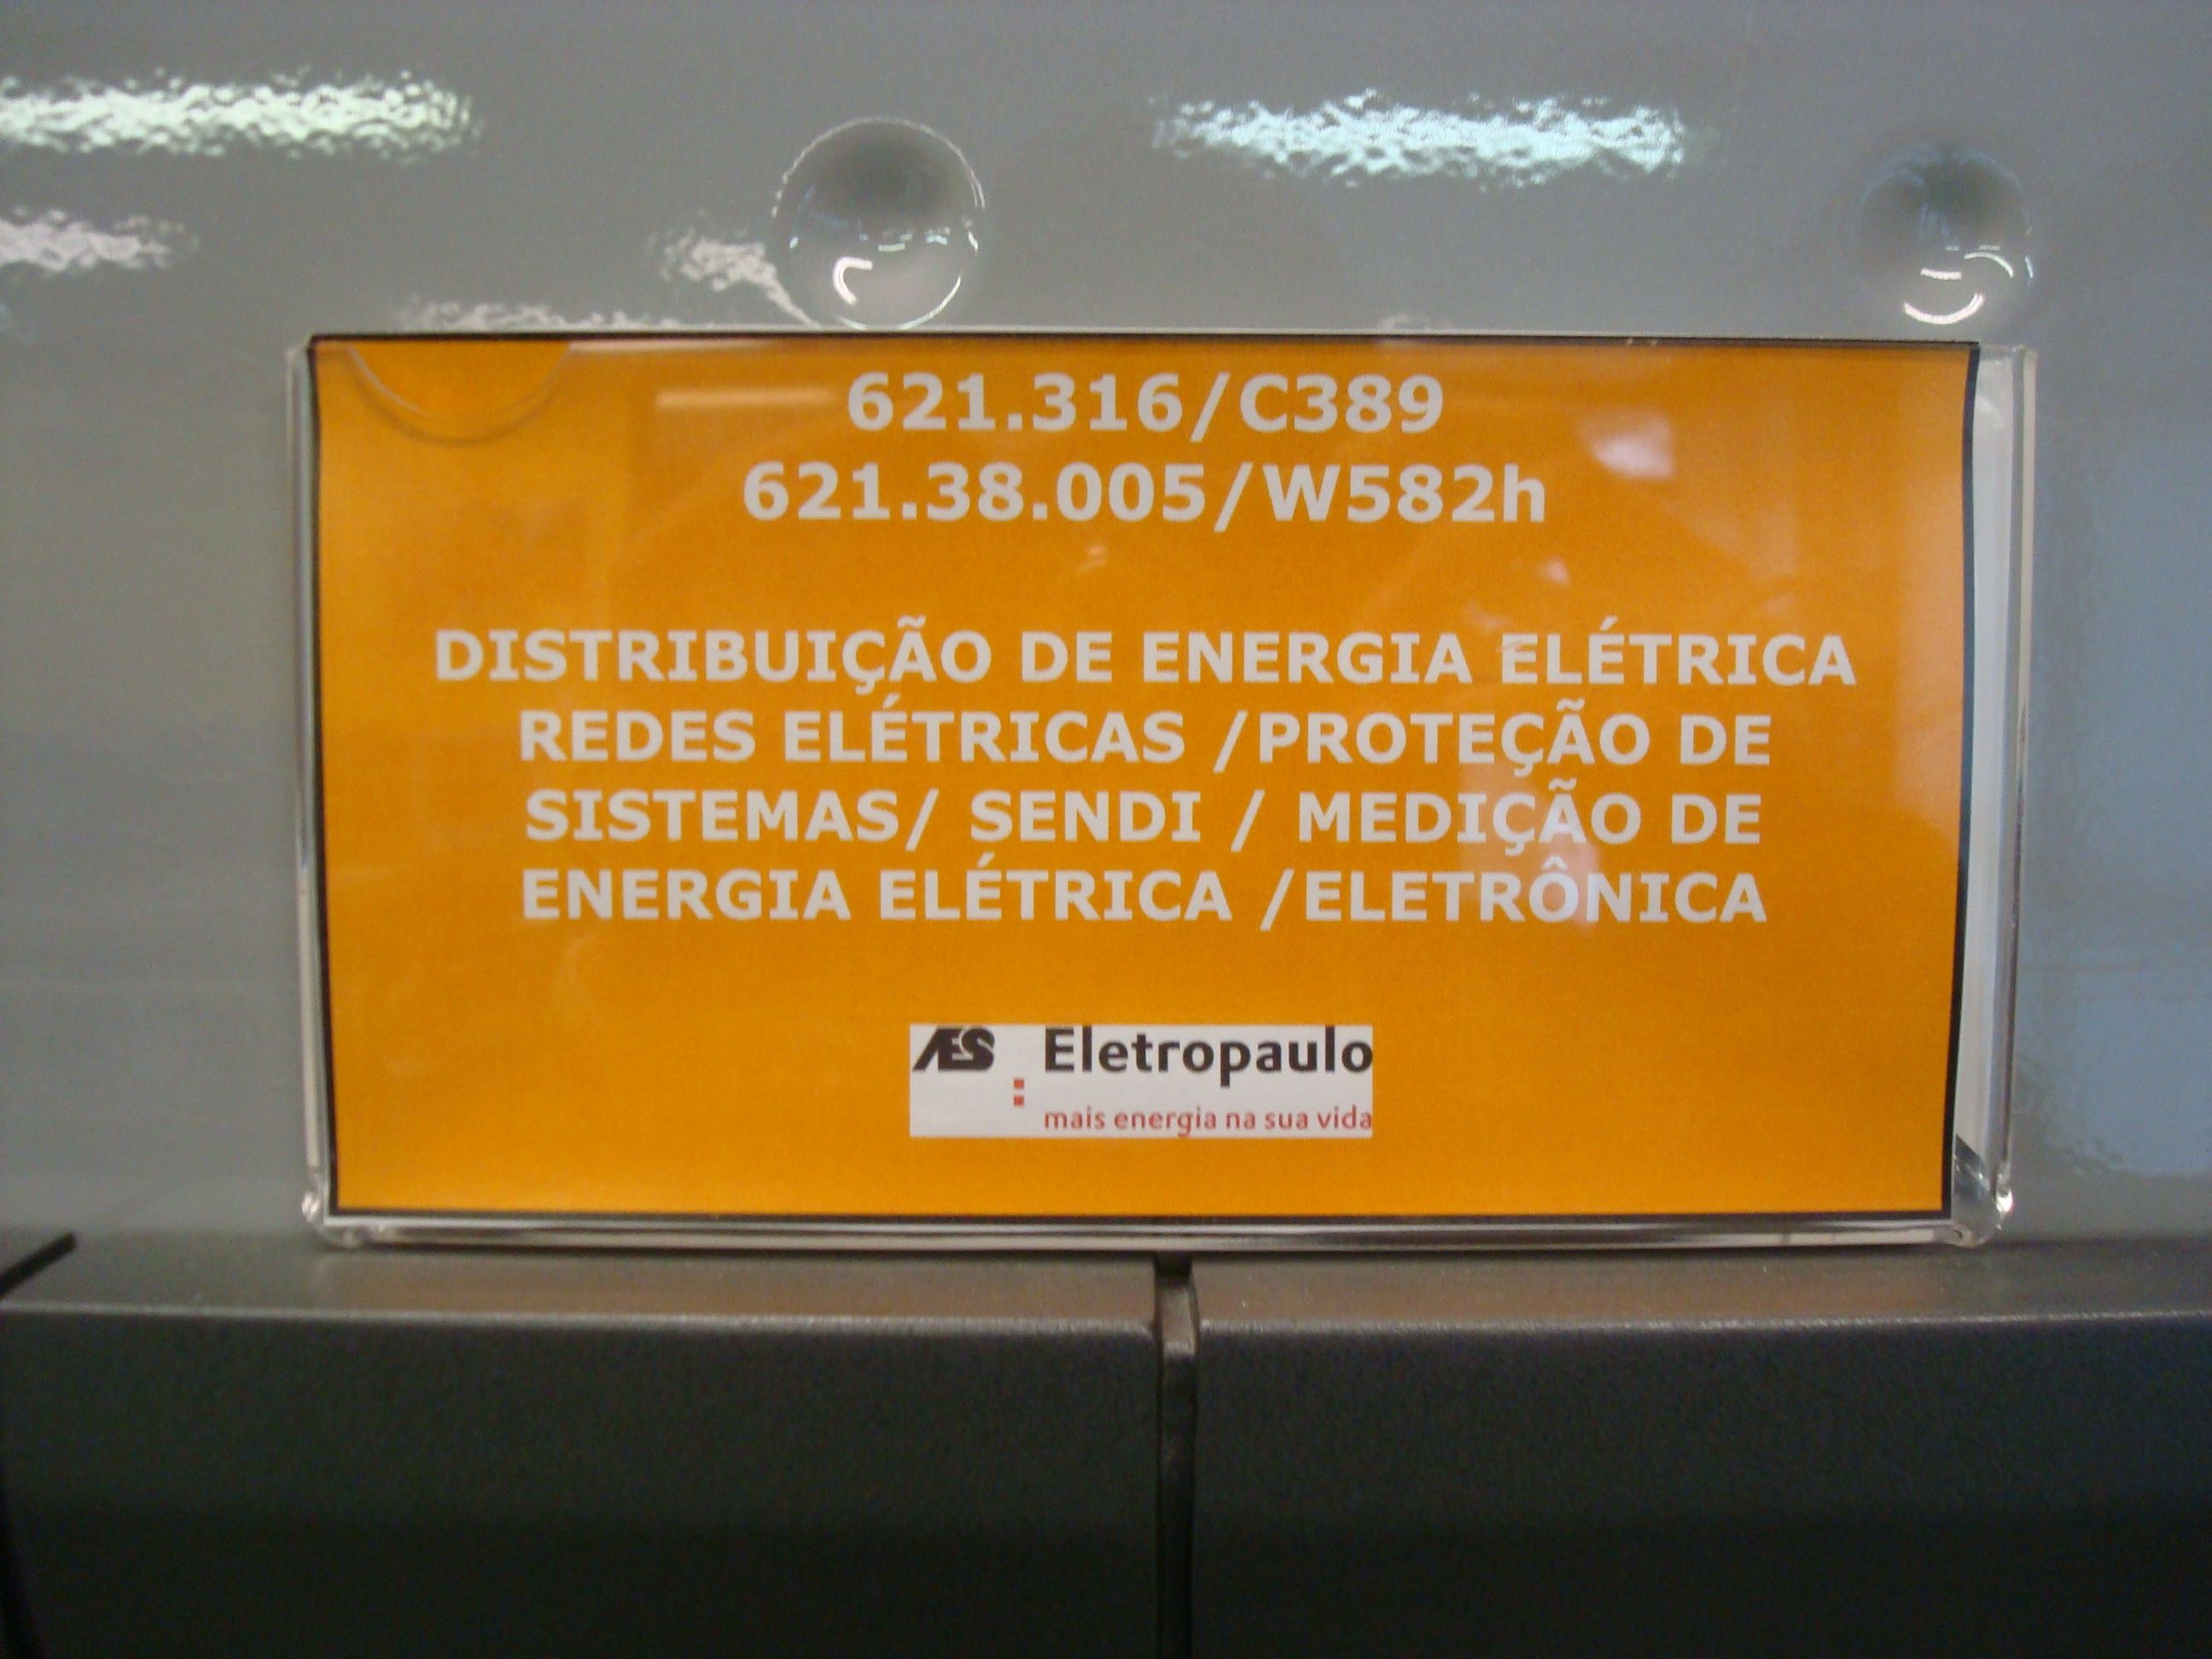 621.316/C389
621.38.005/W582h
DISTRIBUIÇÃO DE ENERGIA ELÉTRICA
REDES ELÉTRICAS /PROTEÇÃO DE
SISTEMAS/ SENDI / MEDIÇÃO DE
ENERGIA ELÉTRICA /ELETRÔNICA
AES Eletropaulo
mais energia na sua vida